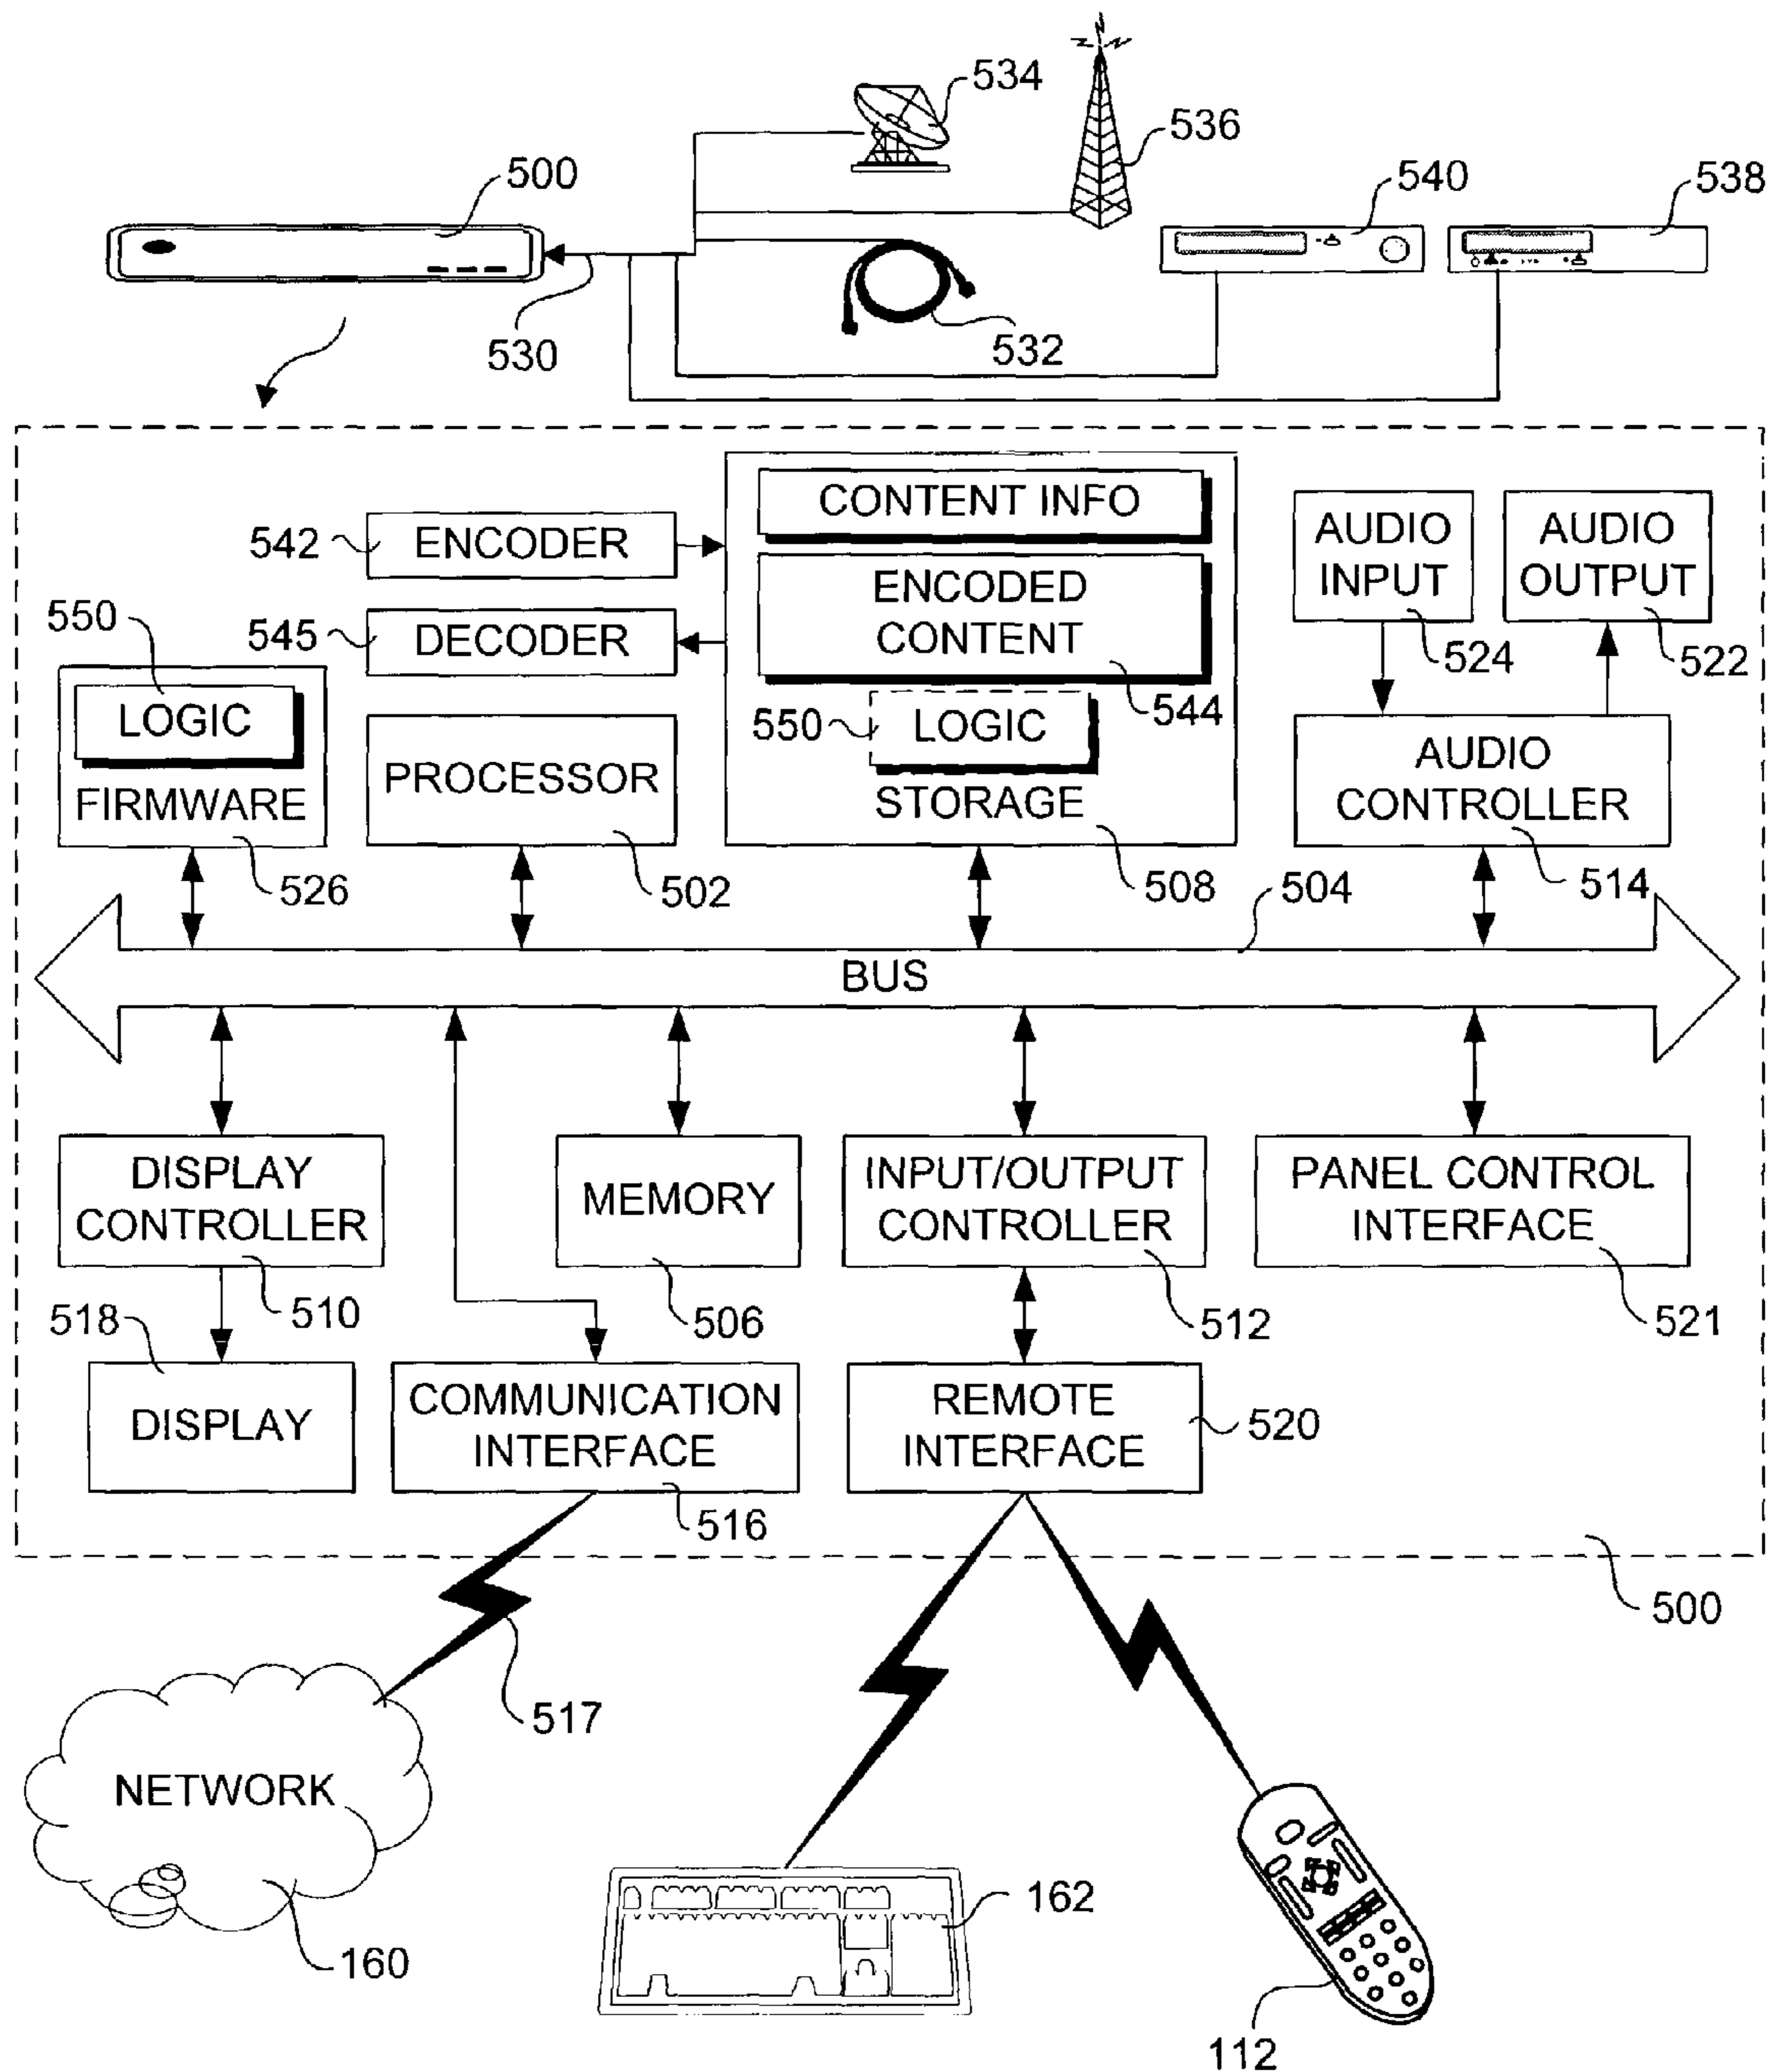 534
536
500
540
538
530
532
CONTENT INFO
542
ENCODER
AUDIO
INPUT
AUDIO
OUTPUT
ENCODED
CONTENT
550
545
DECODER
524
522
544
LOGIC
550
LOGIC
PROCESSOR
AUDIO
CONTROLLER
FIRMWARE
STORAGE
526
502
508
504
514
BUS
DISPLAY
CONTROLLER
MEMORY
INPUT/OUTPUT
CONTROLLER
PANEL CONTROL
INTERFACE
518
510
506
512
521
DISPLAY
COMMUNICATION
INTERFACE
REMOTE
INTERFACE
520
516
500
517
NETWORK
160
162
112